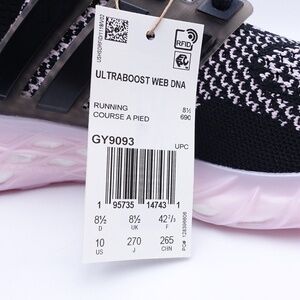 RFID
ULTRABOOST WEB DNA
RUNNING 8½
COURSE A PIED 690
GY9093
UPC
1 95735 14743 1
8½ 8½ 42⅔
D UK F
10 270 265
US J CHN